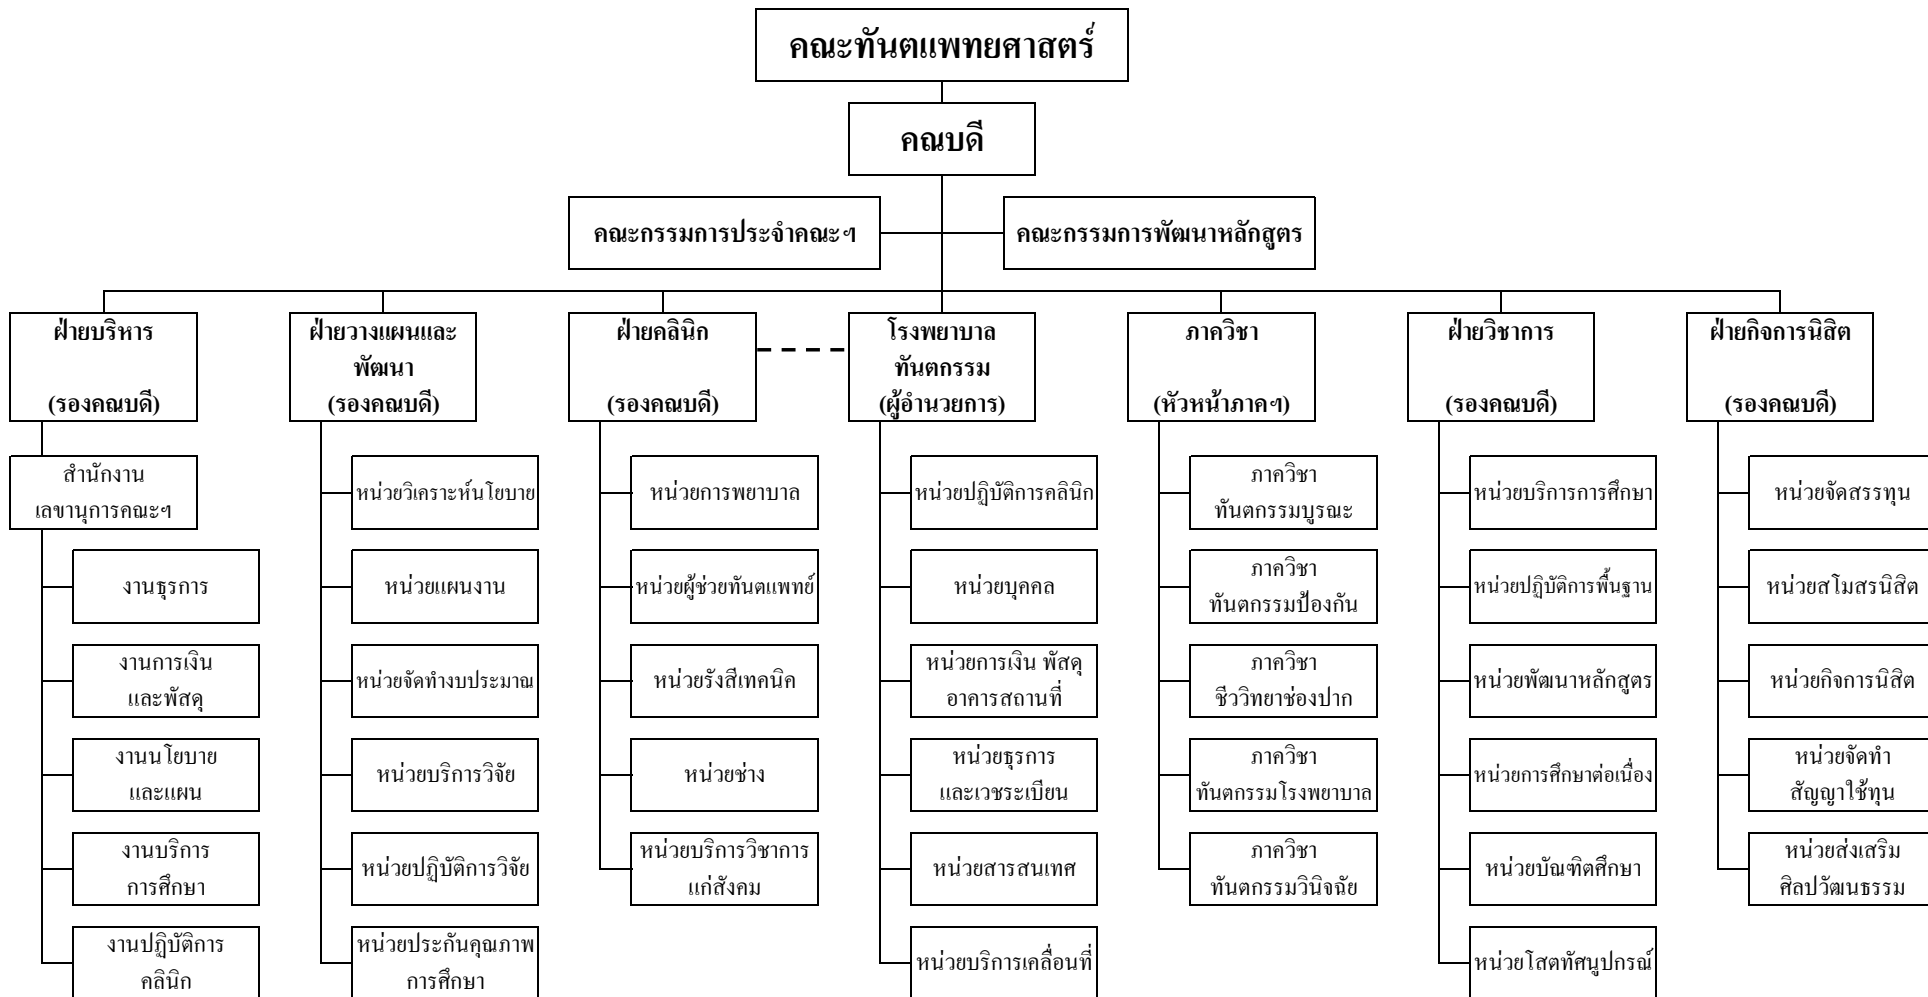 คณะทันตแพทยศาสตร์
คณบดี
คณะกรรมการประจำคณะฯ
คณะกรรมการพัฒนาหลักสูตร
ฝ่ายบริหาร
(รองคณบดี)
ฝ่ายวางแผนและ
พัฒนา
(รองคณบดี)
ฝ่ายคลินิก
(รองคณบดี)
โรงพยาบาล
ทันตกรรม
(ผู้อำนวยการ)
ภาควิชา
(หัวหน้าภาคฯ)
ฝ่ายวิชาการ
(รองคณบดี)
ฝ่ายกิจการนิสิต
(รองคณบดี)
สำนักงาน
เลขานุการคณะฯ
งานธุรการ
งานการเงิน
และพัสดุ
งานนโยบาย
และแผน
งานบริการ
การศึกษา
งานปฏิบัติการ
คลินิก
หน่วยวิเคราะห์นโยบาย
หน่วยแผนงาน
หน่วยจัดทำงบประมาณ
หน่วยบริการวิจัย
หน่วยปฏิบัติการวิจัย
หน่วยประกันคุณภาพ
การศึกษา
หน่วยการพยาบาล
หน่วยผู้ช่วยทันตแพทย์
หน่วยรังสีเทคนิค
หน่วยช่าง
หน่วยบริการวิชาการ
แก่สังคม
หน่วยปฏิบัติการคลินิก
หน่วยบุคคล
หน่วยการเงิน พัสดุ
อาคารสถานที่
หน่วยธุรการ
และเวชระเบียน
หน่วยสารสนเทศ
หน่วยบริการเคลื่อนที่
ภาควิชา
ทันตกรรมบูรณะ
ภาควิชา
ทันตกรรมป้องกัน
ภาควิชา
ชีววิทยาช่องปาก
ภาควิชา
ทันตกรรมโรงพยาบาล
ภาควิชา
ทันตกรรมวินิจฉัย
หน่วยบริการการศึกษา
หน่วยปฏิบัติการพื้นฐาน
หน่วยพัฒนาหลักสูตร
หน่วยการศึกษาต่อเนื่อง
หน่วยบัณฑิตศึกษา
หน่วยโสตทัศนูปกรณ์
หน่วยจัดสรรทุน
หน่วยสโมสรนิสิต
หน่วยกิจการนิสิต
หน่วยจัดทำ
สัญญาใช้ทุน
หน่วยส่งเสริม
ศิลปวัฒนธรรม